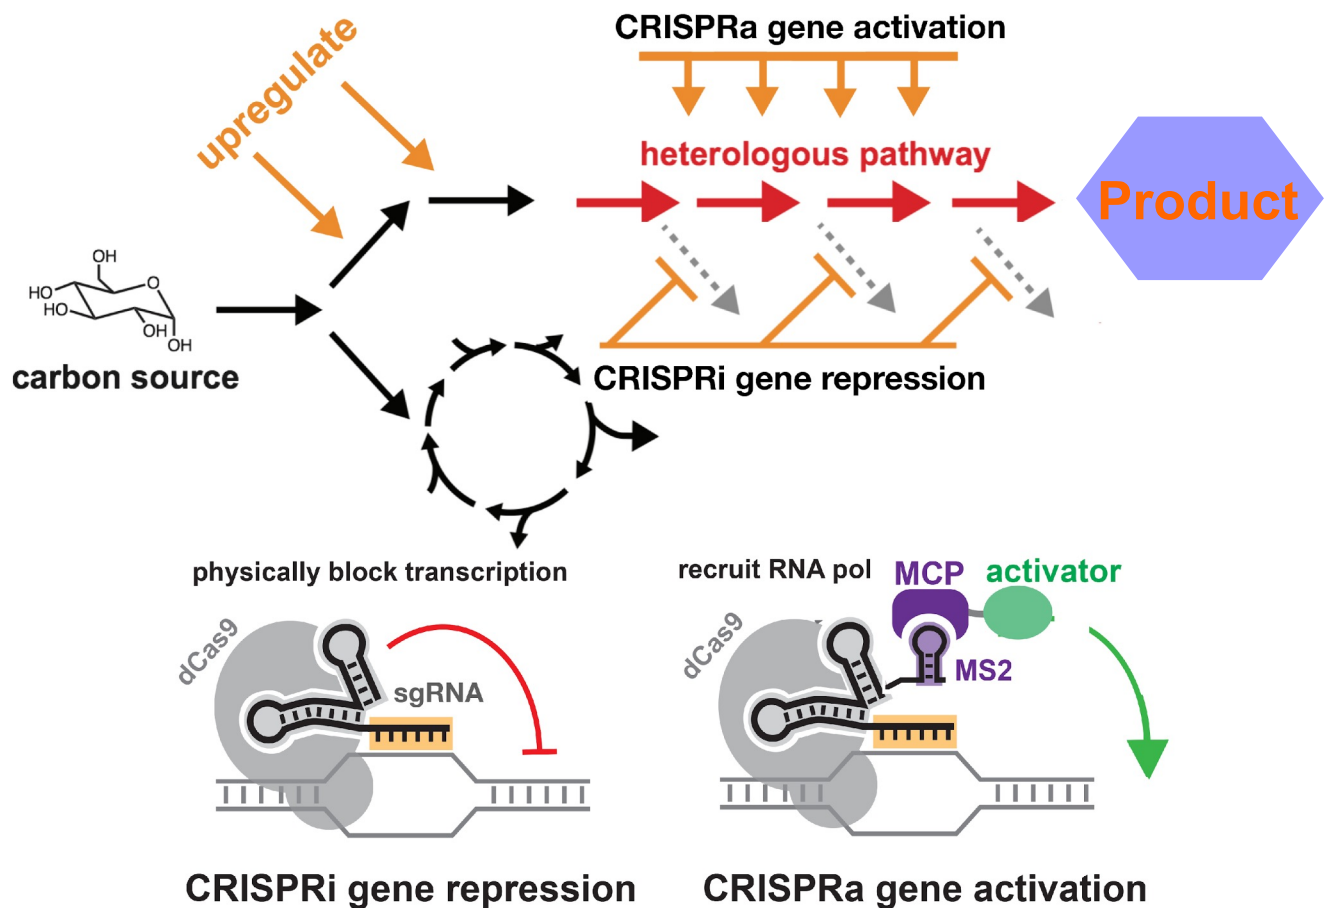 CRISPRa gene activation
upregulate
heterologous pathway
Product
OH
O
HO
HO
OH
OH
carbon source
CRISPRi gene repression
physically block transcription
recruit RNA pol
MCP
activator
dCas9
sgRNA
dCas9
MS2
CRISPRi gene repression
CRISPRa gene activation